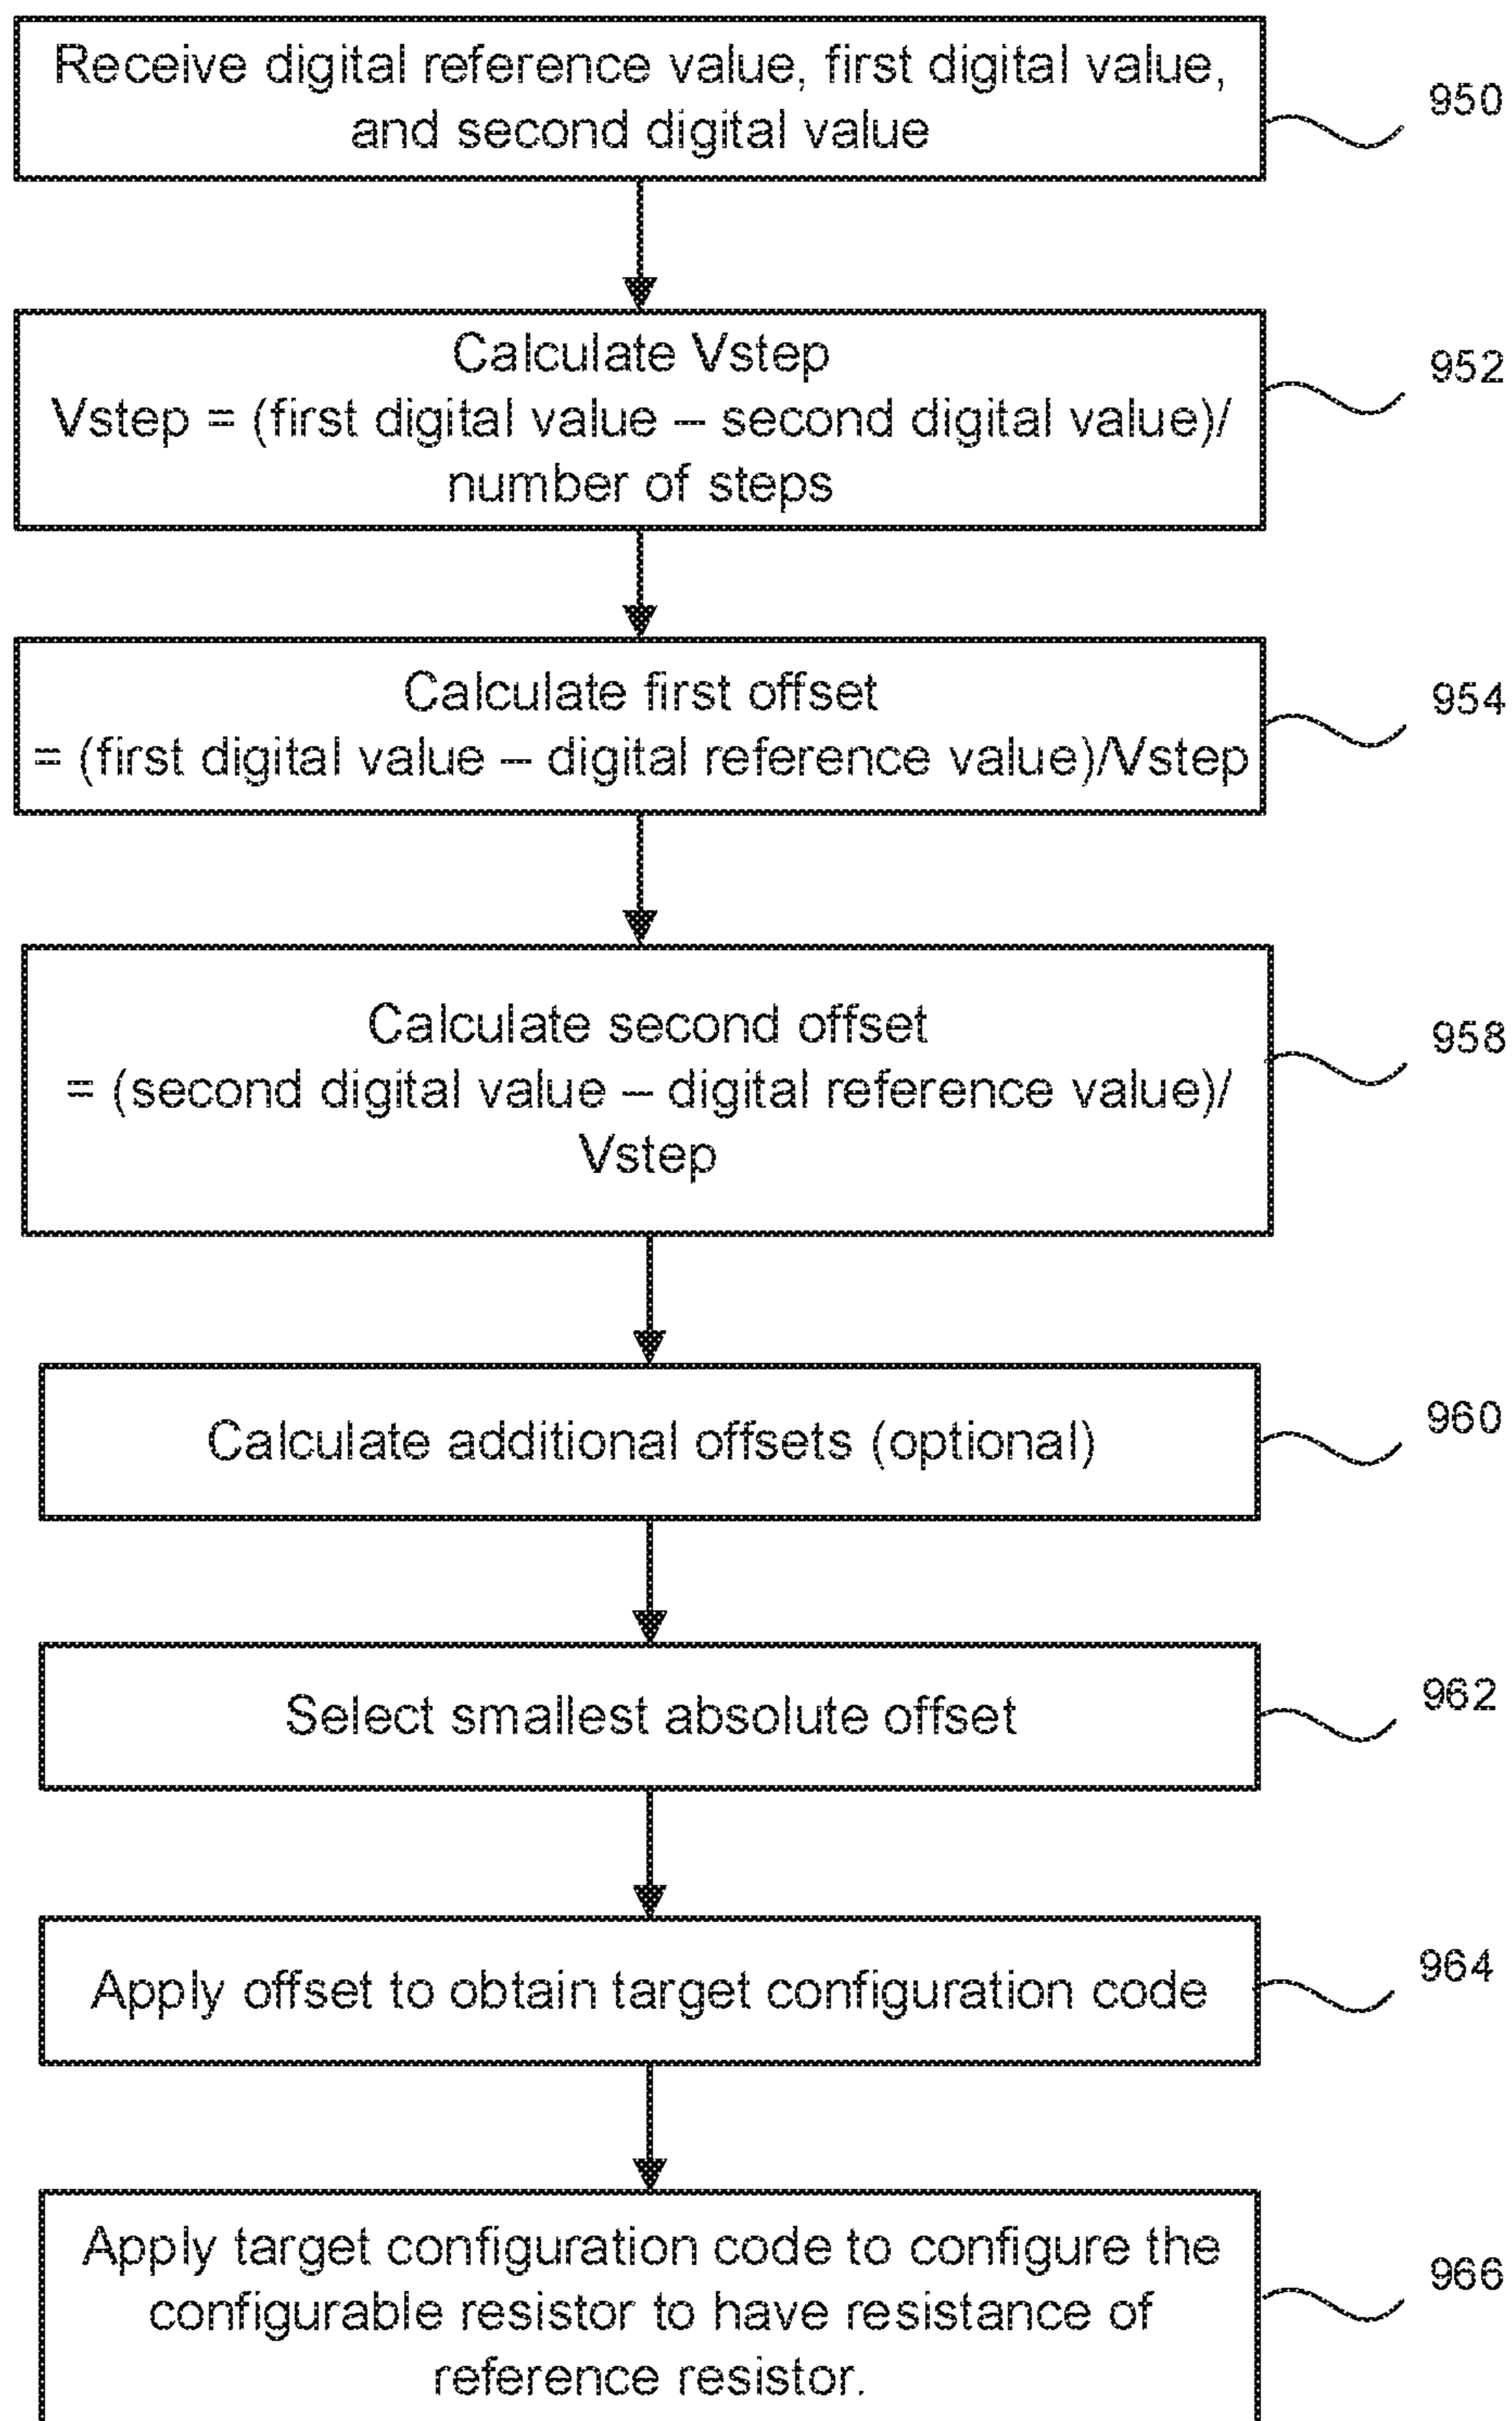 Receive digital reference value, first digital value,
and second digital value
950
Calculate Vstep
Vstep = (first digital value – second digital value)/
number of steps
952
Calculate first offset
= (first digital value – digital reference value)/Vstep
954
Calculate second offset
= (second digital value – digital reference value)/
Vstep
958
Calculate additional offsets (optional)
960
Select smallest absolute offset
962
Apply offset to obtain target configuration code
964
Apply target configuration code to configure the
configurable resistor to have resistance of
reference resistor.
966